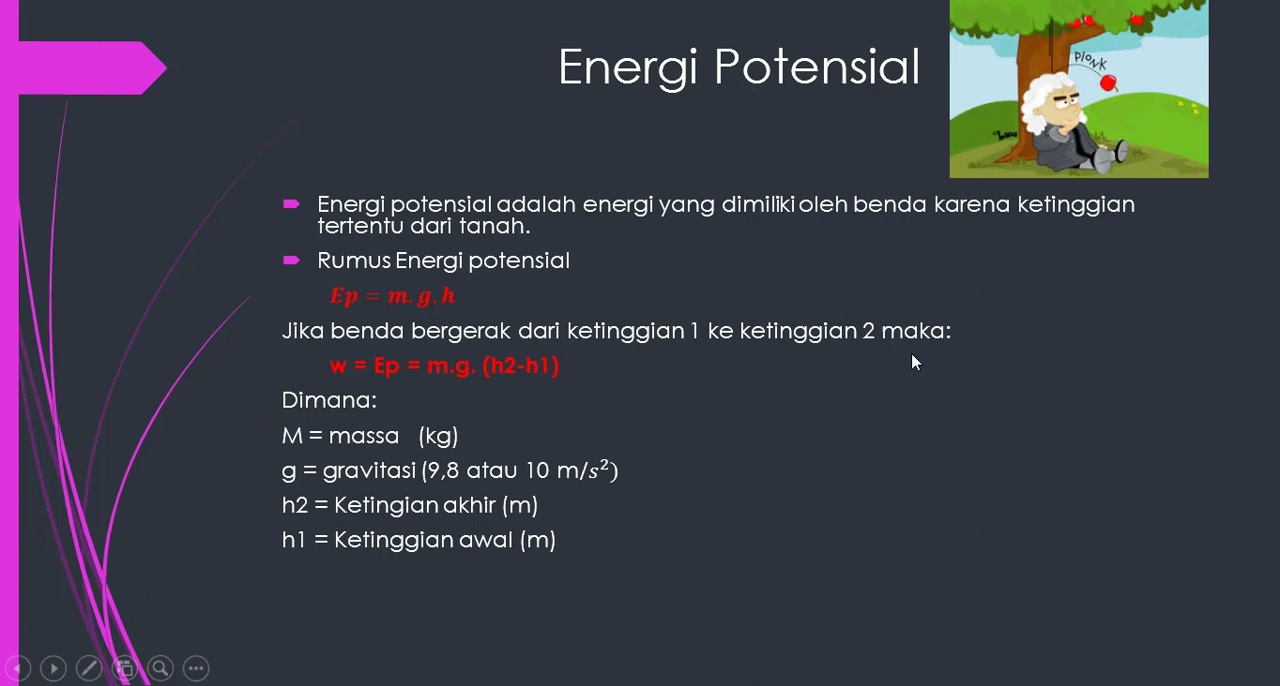 Energi Potensial
Plonk
Energi potensial adalah energi yang dimiliki oleh benda karena ketinggian
tertentu dari tanah.
Rumus Energi potensial
Ep = m. g. h
Jika benda bergerak dari ketinggian 1 ke ketinggian 2 maka:
w = Ep = m.g. (h2-h1)
Dimana:
M = massa (kg)
g = gravitasi (9,8 atau 10 m/s²)
h2 = Ketingian akhir (m)
h1 = Ketinggian awal (m)